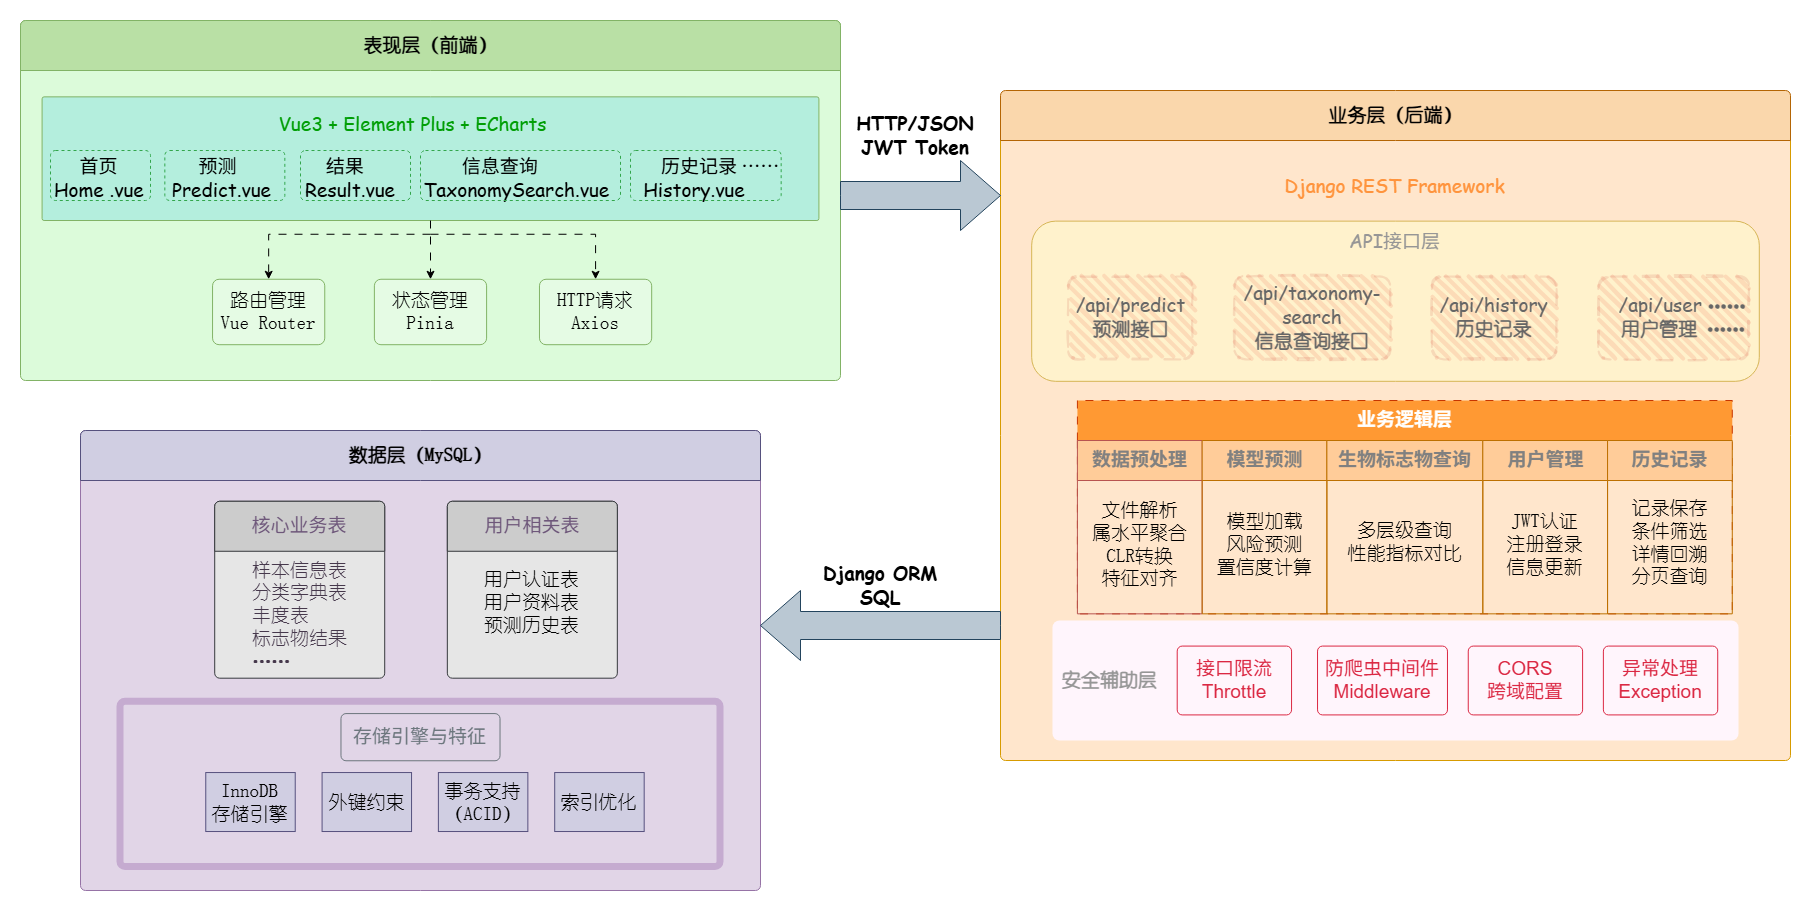 表现层（前端）
Vue3 + Element Plus + ECharts
首页
Home .vue
预测
Predict.vue
结果
Result.vue
信息查询
TaxonomySearch.vue
历史记录 ······
History.vue
路由管理
Vue Router
状态管理
Pinia
HTTP请求
Axios
HTTP/JSON
JWT Token
业务层（后端）
Django REST Framework
API接口层
/api/predict
预测接口
/api/taxonomy-
search
信息查询接口
/api/history
历史记录
/api/user ······
用户管理 ······
业务逻辑层
数据预处理
文件解析
属水平聚合
CLR转换
特征对齐
模型预测
模型加载
风险预测
置信度计算
生物标志物查询
多层级查询
性能指标对比
用户管理
JWT认证
注册登录
信息更新
历史记录
记录保存
条件筛选
详情回溯
分页查询
安全辅助层
接口限流
Throttle
防爬虫中间件
Middleware
CORS
跨域配置
异常处理
Exception
Django ORM
SQL
数据层（MySQL）
核心业务表
样本信息表
分类字典表
丰度表
标志物结果
······
用户相关表
用户认证表
用户资料表
预测历史表
存储引擎与特征
InnoDB
存储引擎
外键约束
事务支持
(ACID)
索引优化